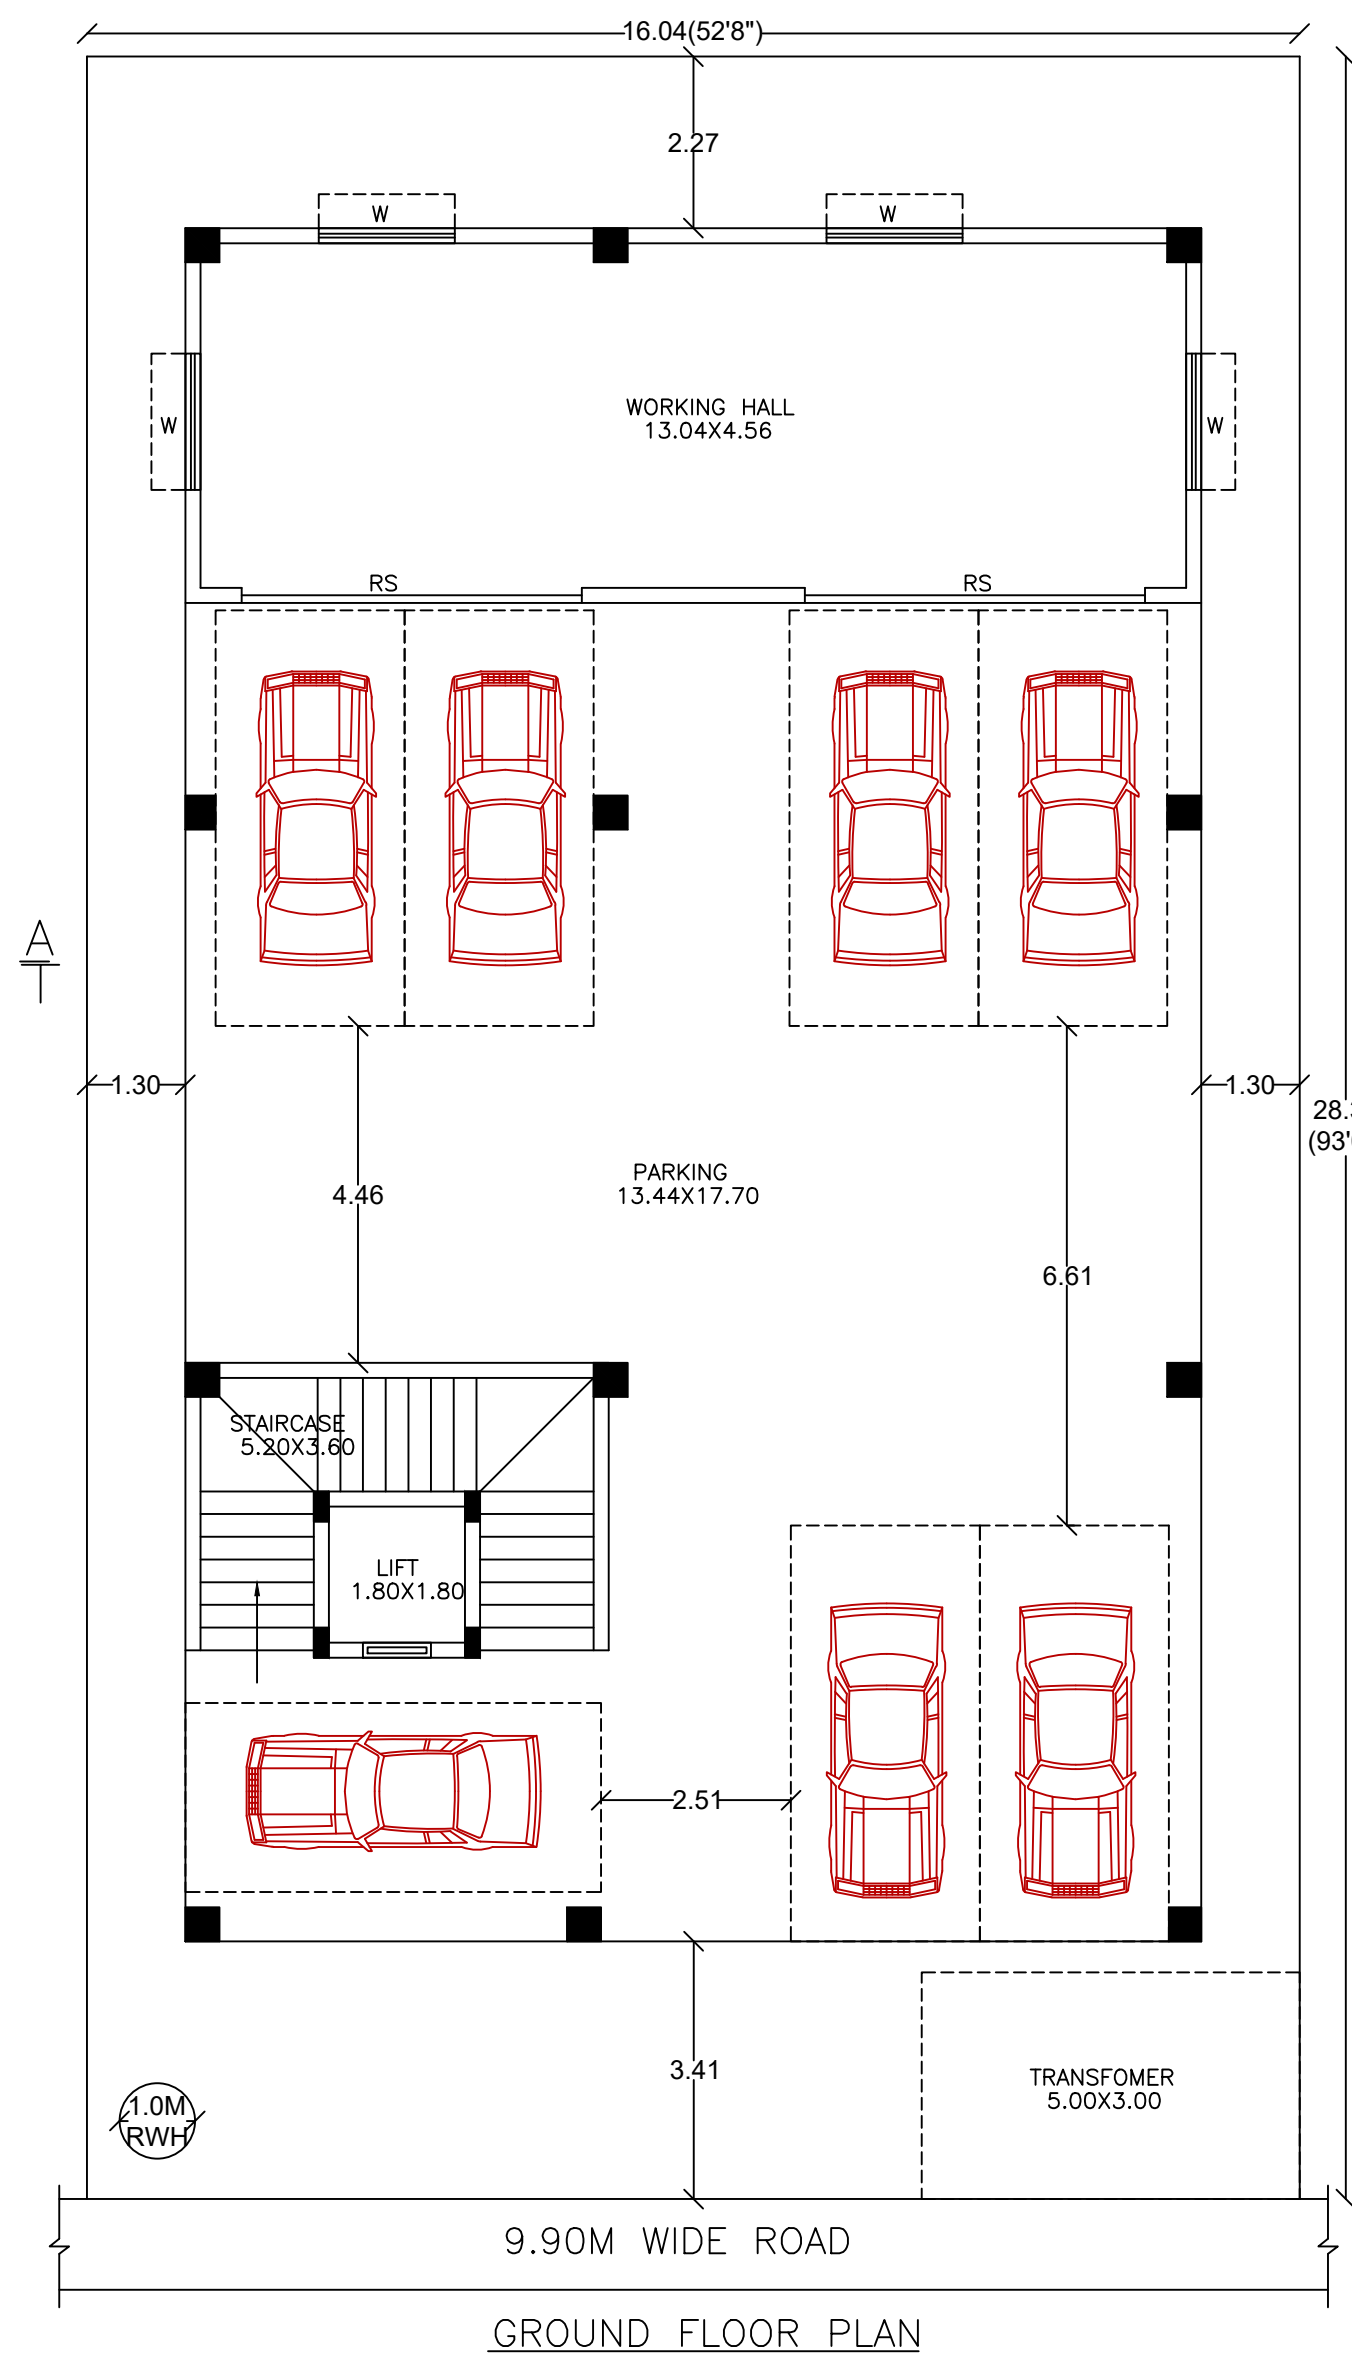 16.04(52'8")
2.27
W
W
W
W
WORKING HALL
13.04X4.56
RS
RS
A
1.30
1.30
(93'
PARKING
13.44X17.70
4.46
6.61
STAIRCASE
5.20X3.60
LIFT
1.80X1.80
2.51
3.41
TRANSFOMER
5.00X3.00
1.0M
RWH
9.90M WIDE ROAD
GROUND FLOOR PLAN